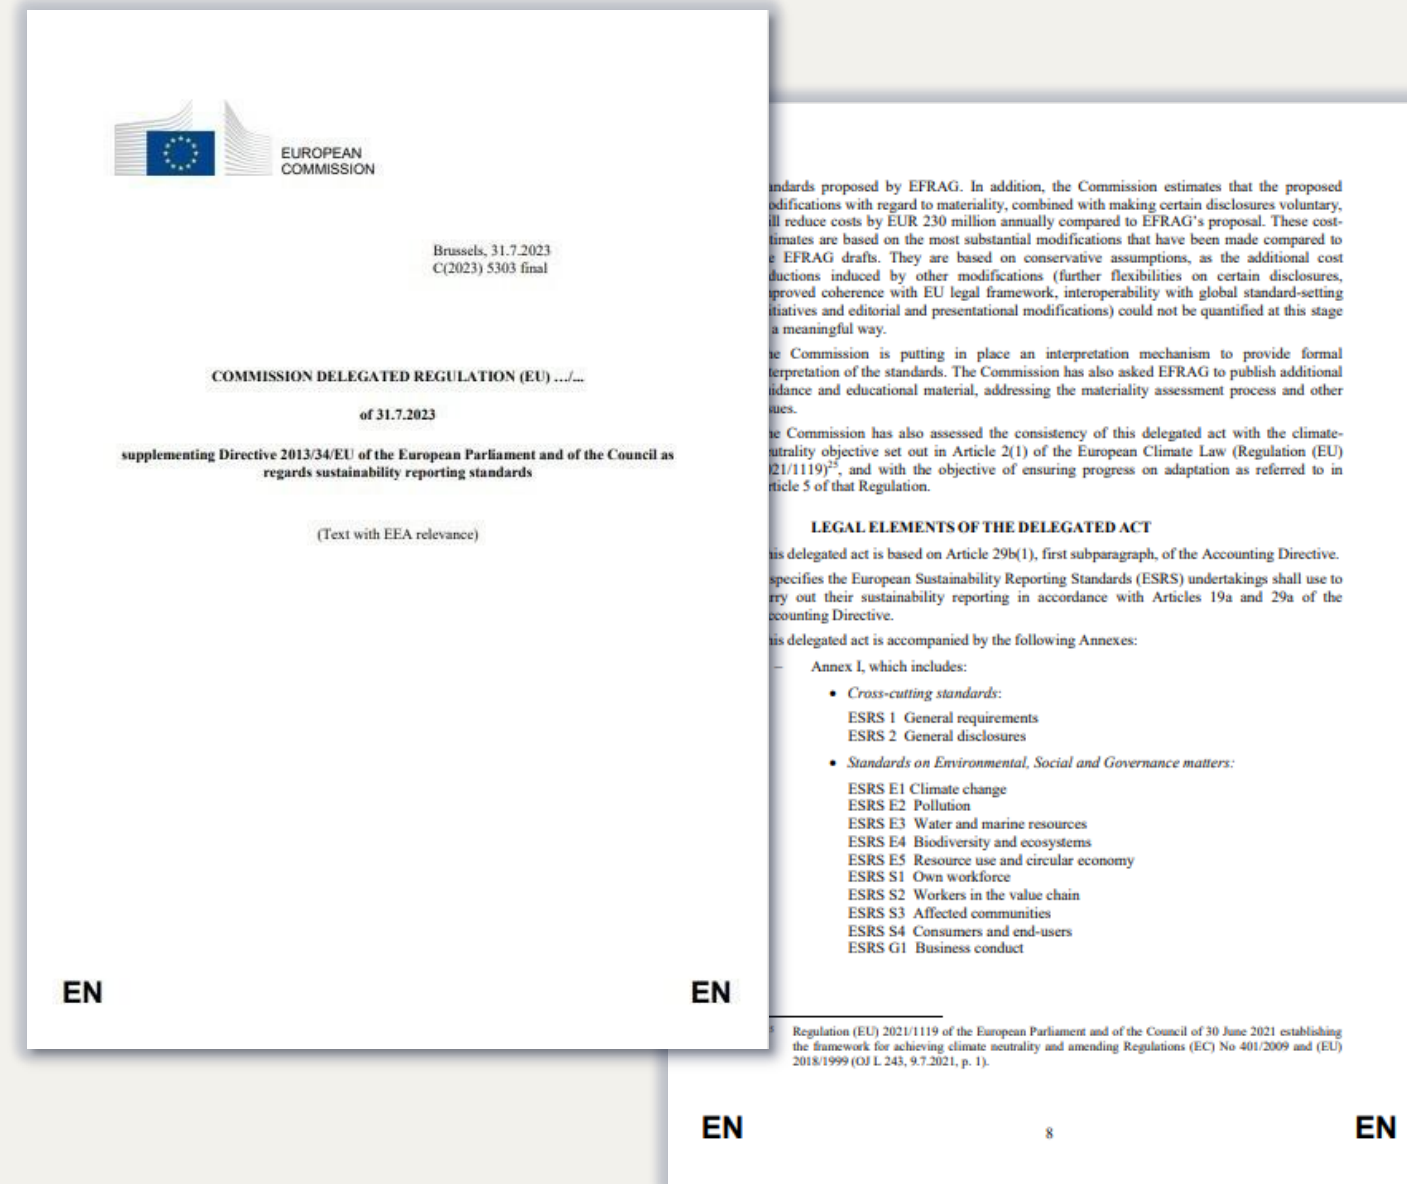 EUROPEAN
COMMISSION
Brussels, 31.7.2023
C(2023) 5303 final
COMMISSION DELEGATED REGULATION (EU) …/...
of 31.7.2023
supplementing Directive 2013/34/EU of the European Parliament and of the Council as
regards sustainability reporting standards
(Text with EEA relevance)
EN
EN
proposed by EFRAG. In addition, the Commission estimates that the proposed
with regard to materiality, combined with making certain disclosures voluntary,
reduce costs by EUR 230 million annually compared to EFRAG's proposal. These cost-
are based on the most substantial modifications that have been made compared to
EFRAG drafts. They are based on conservative assumptions, as the additional cost
induced by other modifications (further flexibilities on certain disclosures,
coherence with EU legal framework, interoperability with global standard-setting
and editorial and presentational modifications) could not be quantified at this stage
a meaningful way.
Commission is putting in place an interpretation mechanism to provide formal
of the standards. The Commission has also asked EFRAG to publish additional
and educational material, addressing the materiality assessment process and other
Commission has also assessed the consistency of this delegated act with the climate-
objective set out in Article 2(1) of the European Climate Law (Regulation (EU)
21/1119)25, and with the objective of ensuring progress on adaptation as referred to in
5 of that Regulation.
LEGAL ELEMENTS OF THE DELEGATED ACT
delegated act is based on Article 29b(1), first subparagraph, of the Accounting Directive.
specifies the European Sustainability Reporting Standards (ESRS) undertakings shall use to
out their sustainability reporting in accordance with Articles 19a and 29a of the
Directive.
delegated act is accompanied by the following Annexes:
– Annex I, which includes:
• Cross-cutting standards:
ESRS 1 General requirements
ESRS 2 General disclosures
• Standards on Environmental, Social and Governance matters:
ESRS E1 Climate change
ESRS E2 Pollution
ESRS E3 Water and marine resources
ESRS E4 Biodiversity and ecosystems
ESRS E5 Resource use and circular economy
ESRS S1 Own workforce
ESRS S2 Workers in the value chain
ESRS S3 Affected communities
ESRS S4 Consumers and end-users
ESRS G1 Business conduct
Regulation (EU) 2021/1119 of the European Parliament and of the Council of 30 June 2021 establishing
the framework for achieving climate neutrality and amending Regulations (EC) No 401/2009 and (EU)
2018/1999 (OJ L 243, 9.7.2021, p. 1).
EN
8
EN